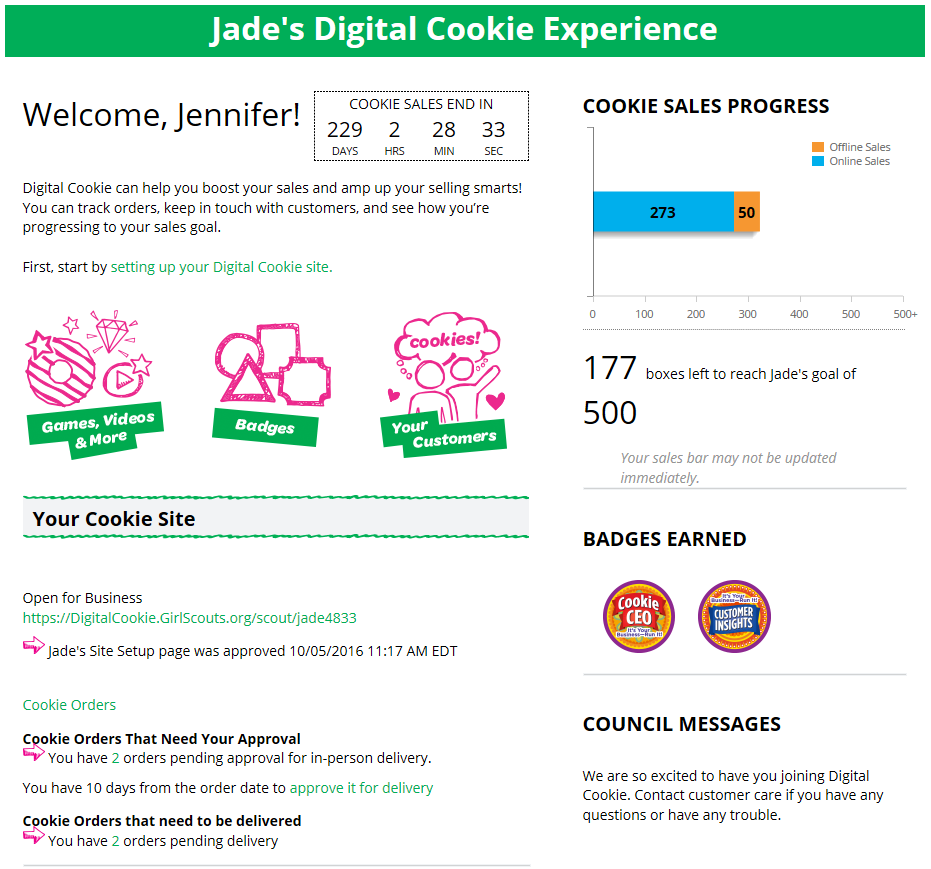 Jade's Digital Cookie Experience
Welcome, Jennifer!
COOKIE SALES END IN
229 2 28 33
DAYS HRS MIN SEC
Digital Cookie can help you boost your sales and amp up your selling smarts!
You can track orders, keep in touch with customers, and see how you’re
progressing to your sales goal.
First, start by setting up your Digital Cookie site.
Games, Videos
& More
Badges
cookies!
Your
Customers
Your Cookie Site
Open for Business
https://DigitalCookie.GirlScouts.org/scout/jade4833
Jade's Site Setup page was approved 10/05/2016 11:17 AM EDT
Cookie Orders
Cookie Orders That Need Your Approval
You have 2 orders pending approval for in-person delivery.
You have 10 days from the order date to approve it for delivery
Cookie Orders that need to be delivered
You have 2 orders pending delivery
COOKIE SALES PROGRESS
Offline Sales
Online Sales
273 50
0 100 200 300 400 500 500+
177 boxes left to reach Jade's goal of
500
Your sales bar may not be updated
immediately.
BADGES EARNED
Cookie
CEO
It's Your
Business—Run It!
It's Your
Business—Run It!
CUSTOMER
INSIGHTS
COUNCIL MESSAGES
We are so excited to have you joining Digital
Cookie. Contact customer care if you have any
questions or have any trouble.